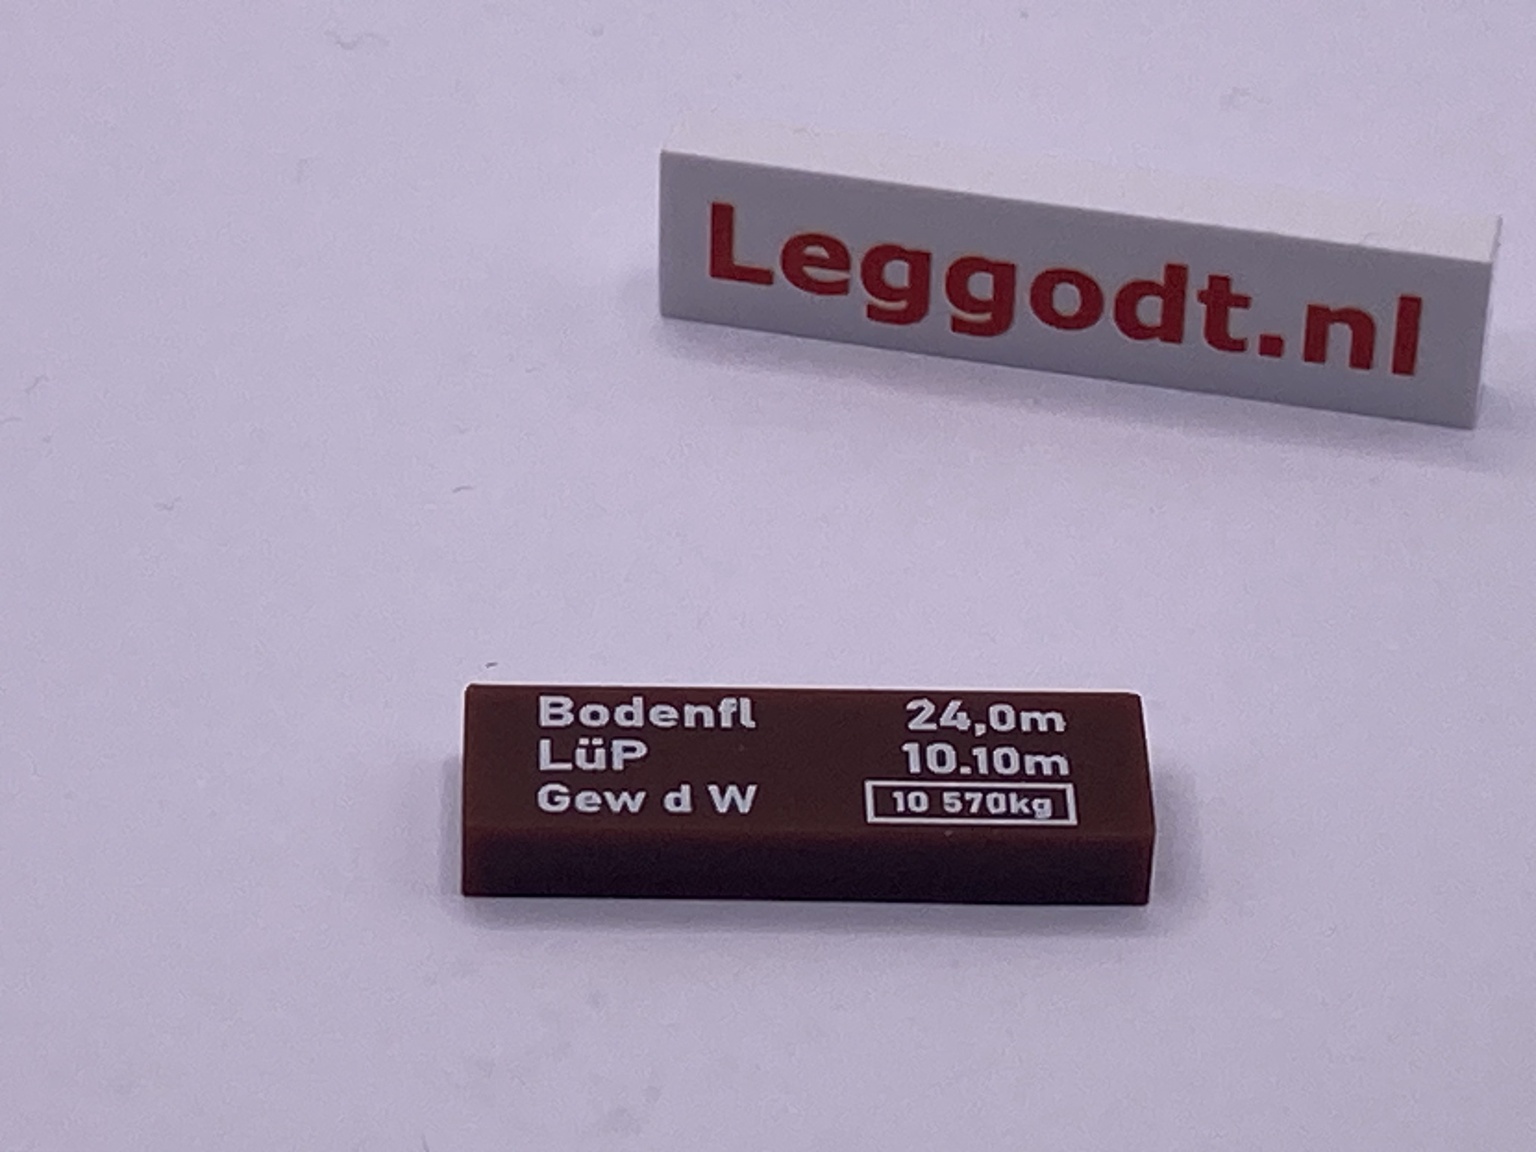 Leggodt.nl
Bodenfl 24,0m
LüP 10.10m
Gew d W 10 570kg